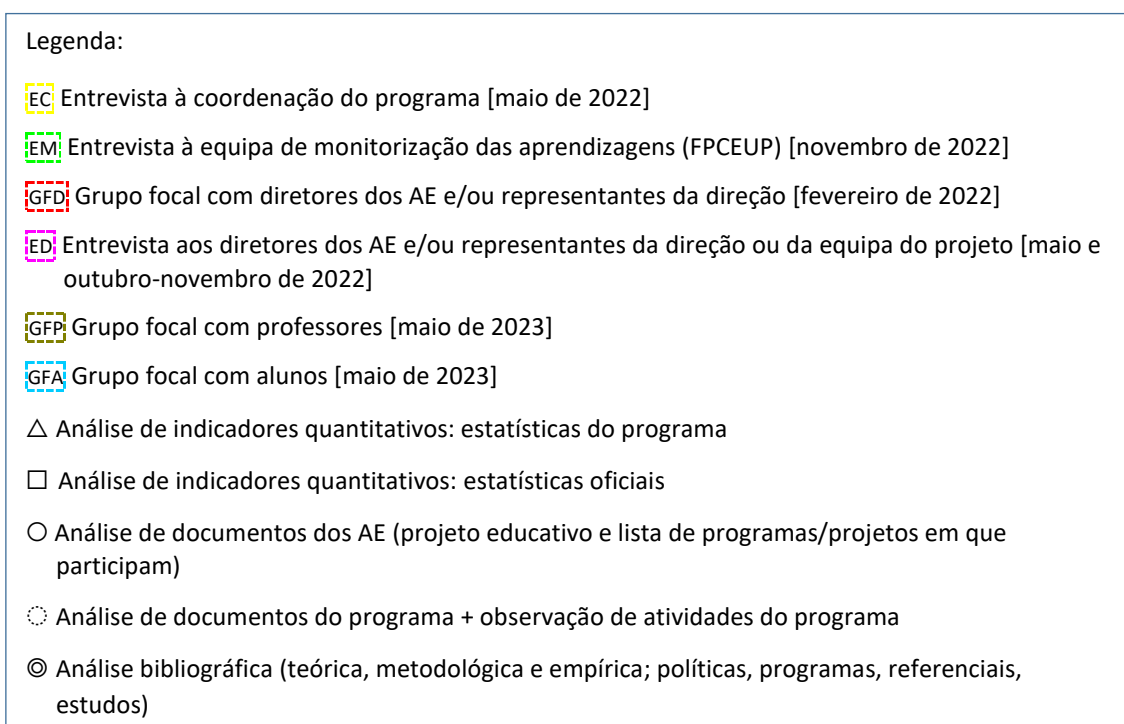 Legenda:
EC Entrevista à coordenação do programa [maio de 2022]
EM Entrevista à equipa de monitorização das aprendizagens (FPCEUP) [novembro de 2022]
GFD Grupo focal com diretores dos AE e/ou representantes da direção [fevereiro de 2022]
ED Entrevista aos diretores dos AE e/ou representantes da direção ou da equipa do projeto [maio e
outubro-novembro de 2022]
GFP Grupo focal com professores [maio de 2023]
GFA Grupo focal com alunos [maio de 2023]
△ Análise de indicadores quantitativos: estatísticas do programa
□ Análise de indicadores quantitativos: estatísticas oficiais
○ Análise de documentos dos AE (projeto educativo e lista de programas/projetos em que
participam)
◌ Análise de documentos do programa + observação de atividades do programa
◎ Análise bibliográfica (teórica, metodológica e empírica; políticas, programas, referenciais,
estudos)